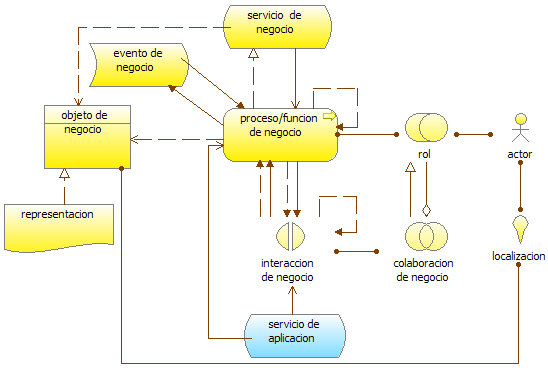 servicio de
negocio
evento de
negocio
objeto de
negocio
proceso/funcion
de negocio
rol
actor
representacion
interaccion
de negocio
colaboracion
de negocio
localizacion
servicio de
aplicacion